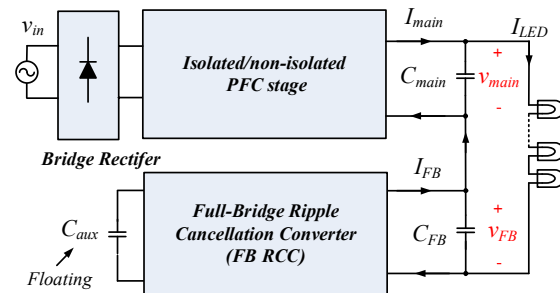 v_in
Bridge Rectifer
Isolated/non-isolated
PFC stage
I_main
C_main
+
v_main
-
I_LED
C_aux
Floating
Full-Bridge Ripple
Cancellation Converter
(FB RCC)
I_FB
C_FB
+
v_FB
-